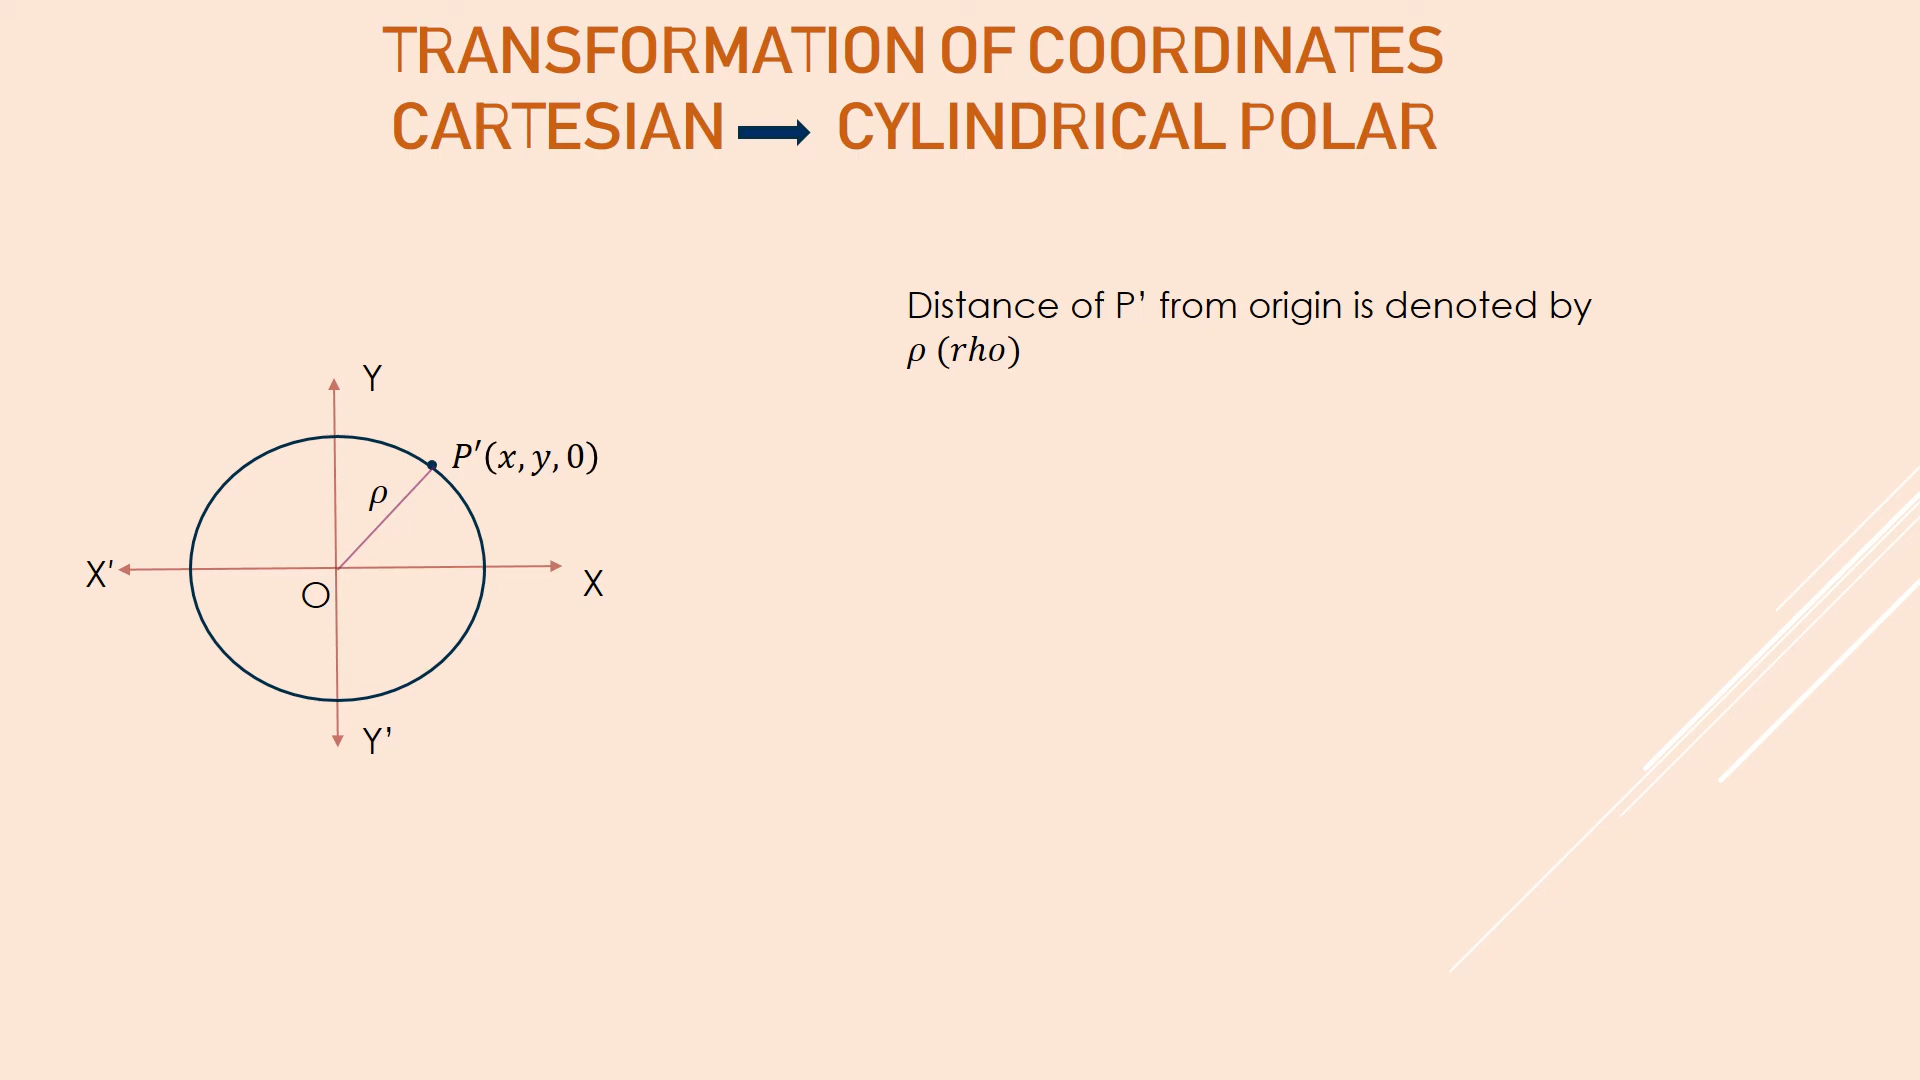 TRANSFORMATION OF COORDINATES
CARTESIAN CYLINDRICAL POLAR
Distance of P’ from origin is denoted by
ρ (rho)
Y
P′(x, y, 0)
ρ
X'
X
O
Y’